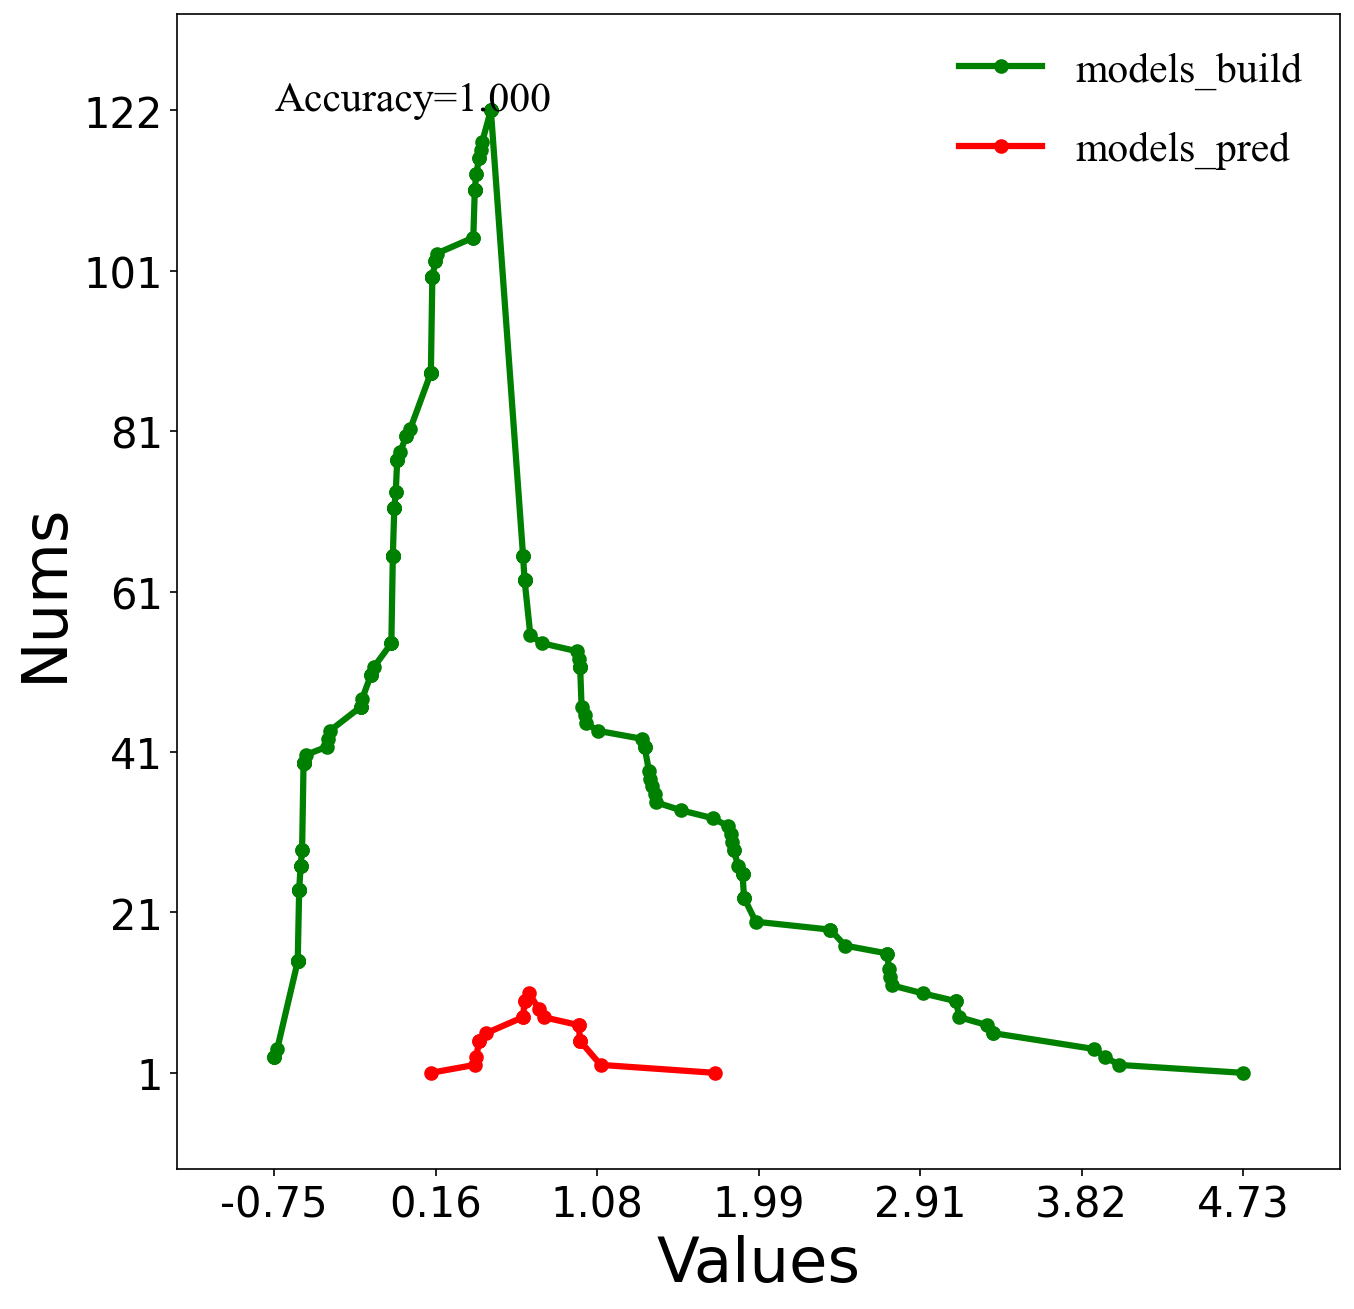 Accuracy=1.000
models_build
models_pred
122
101
81
61
41
21
1
Nums
-0.75 0.16 1.08 1.99 2.91 3.82 4.73
Values